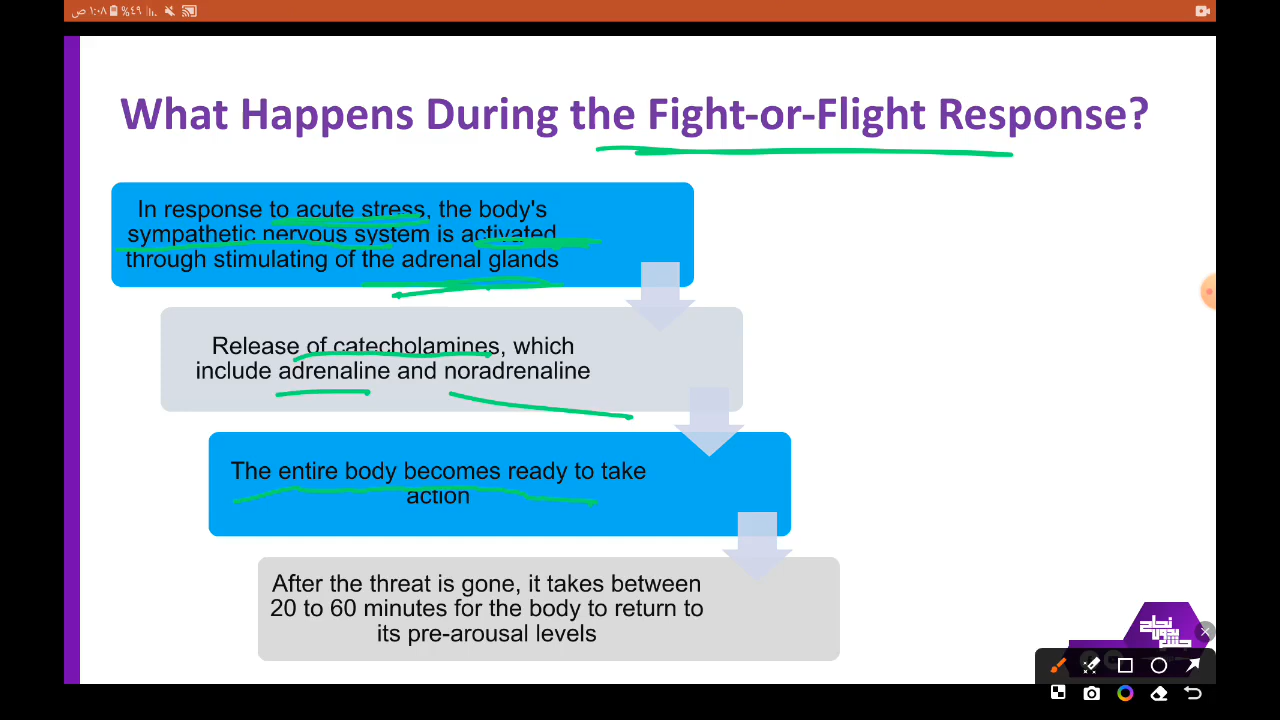 ١:٠٨ ص ٤٩%
What Happens During the Fight-or-Flight Response?
In response to acute stress, the body's
sympathetic nervous system is activated
through stimulating of the adrenal glands
Release of catecholamines, which
include adrenaline and noradrenaline
The entire body becomes ready to take
action
After the threat is gone, it takes between
20 to 60 minutes for the body to return to
its pre-arousal levels